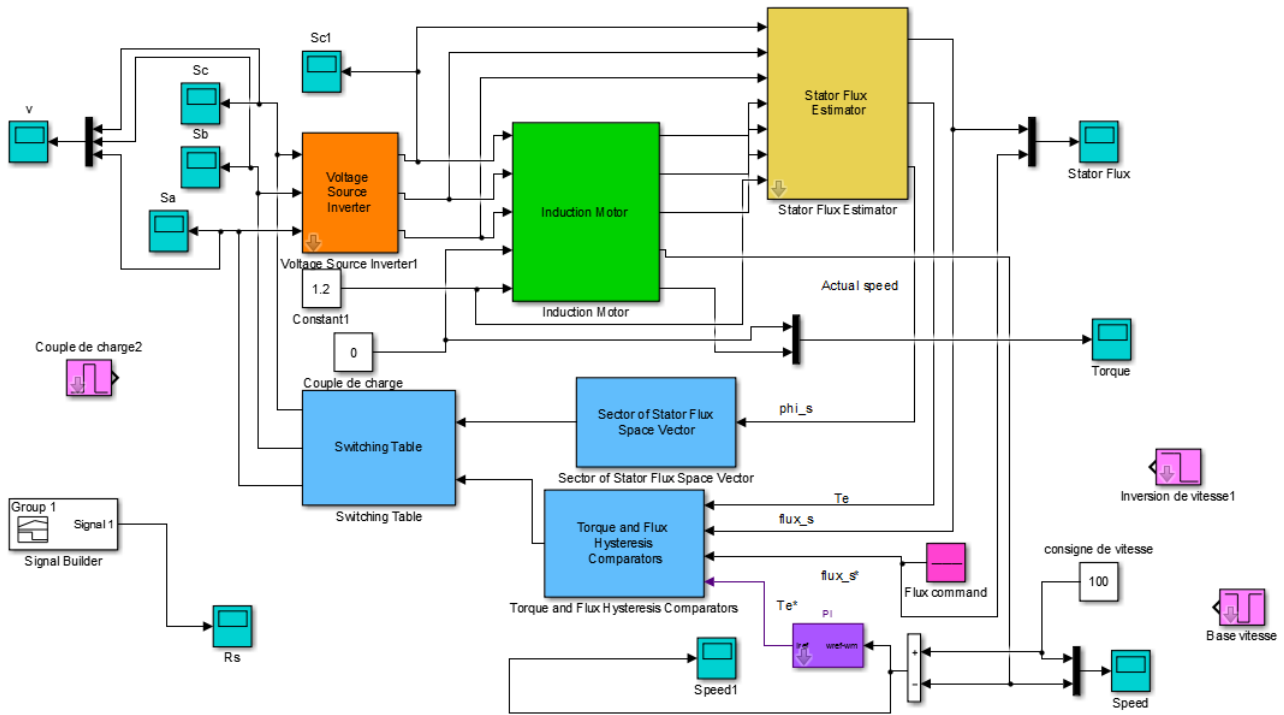 Sc1
Sc
v
Sb
Sa
Voltage
Source
Inverter
Voltage Source Inverter1
Induction Motor
Induction Motor
Stator Flux
Estimator
Stator Flux Estimator
Stator Flux
1.2
Constant1
Actual speed
0
Couple de charge
Couple de charge2
Torque
Switching Table
Switching Table
Sector of Stator Flux
Space Vector
Sector of Stator Flux Space Vector
phi_s
Inversion de vitesse1
Te
flux_s
Torque and Flux
Hysteresis
Comparators
Torque and Flux Hysteresis Comparators
Group 1
Signal 1
Signal Builder
consigne de vitesse
100
flux_s*
Flux command
Te*
PI
Iref
wref-wm
Base vitesse
Rs
Speed1
+
−
Speed